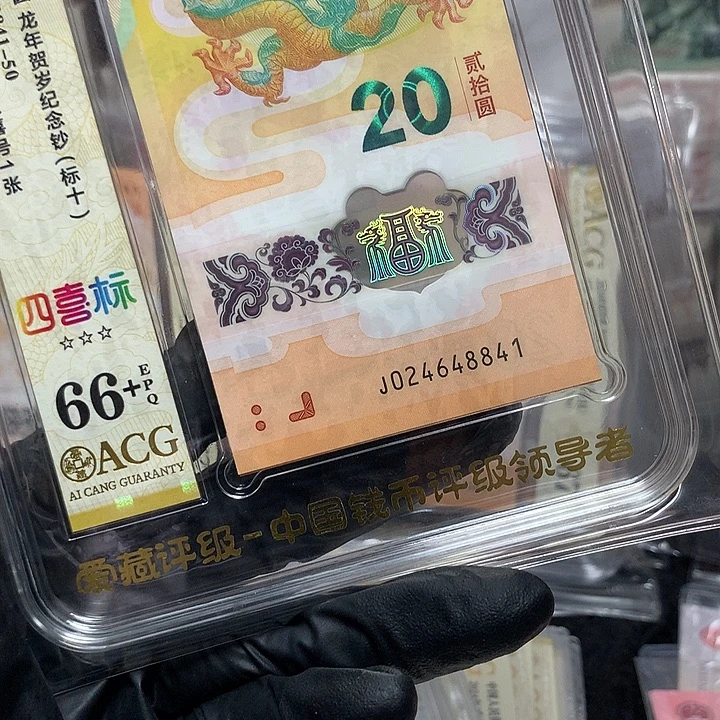 龙年贺岁纪念钞(标十)
1张
四喜标
☆☆☆
66+EPQ
ACG
AI CANG GUARANTY
20
贰拾圆
J024648841
爱藏评级-中国钱币评级领导者
ACG